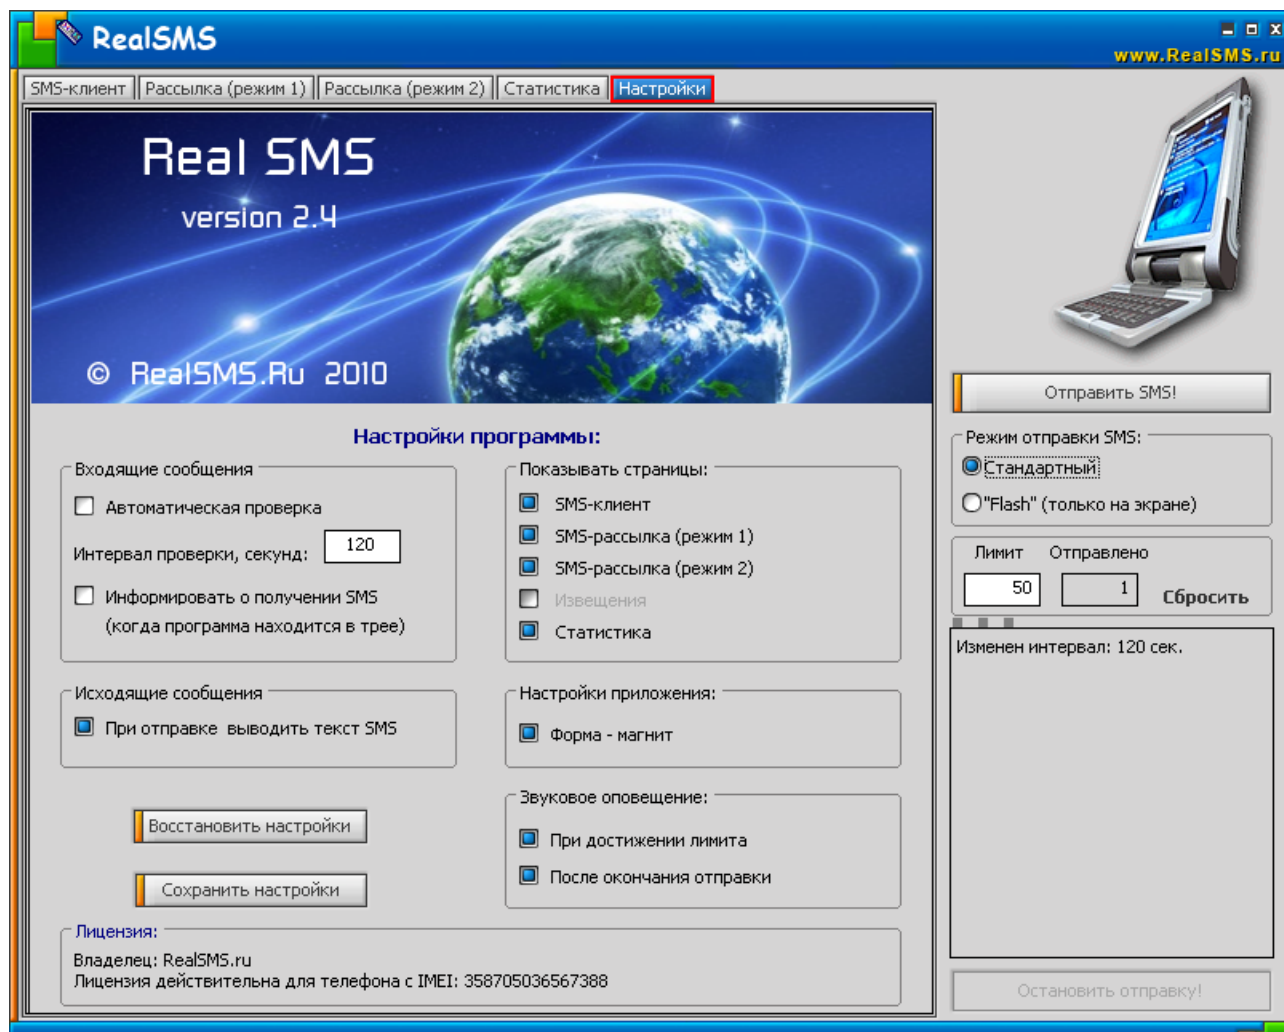 RealSMS
www.RealSMS.ru
SMS-клиент Рассылка (режим 1) Рассылка (режим 2) Статистика Настройки
Real SMS
version 2.4
© RealSMS.Ru 2010
Настройки программы:
Входящие сообщения
Автоматическая проверка
Интервал проверки, секунд: 120
Информировать о получении SMS
(когда программа находится в трее)
Исходящие сообщения
При отправке выводить текст SMS
Восстановить настройки
Сохранить настройки
Показывать страницы:
SMS-клиент
SMS-рассылка (режим 1)
SMS-рассылка (режим 2)
Извещения
Статистика
Настройки приложения:
Форма - магнит
Звуковое оповещение:
При достижении лимита
После окончания отправки
Лицензия:
Владелец: RealSMS.ru
Лицензия действительна для телефона с IMEI: 358705036567388
Отправить SMS!
Режим отправки SMS:
Стандартный
"Flash" (только на экране)
Лимит Отправлено
50 1 Сбросить
Изменен интервал: 120 сек.
Остановить отправку!